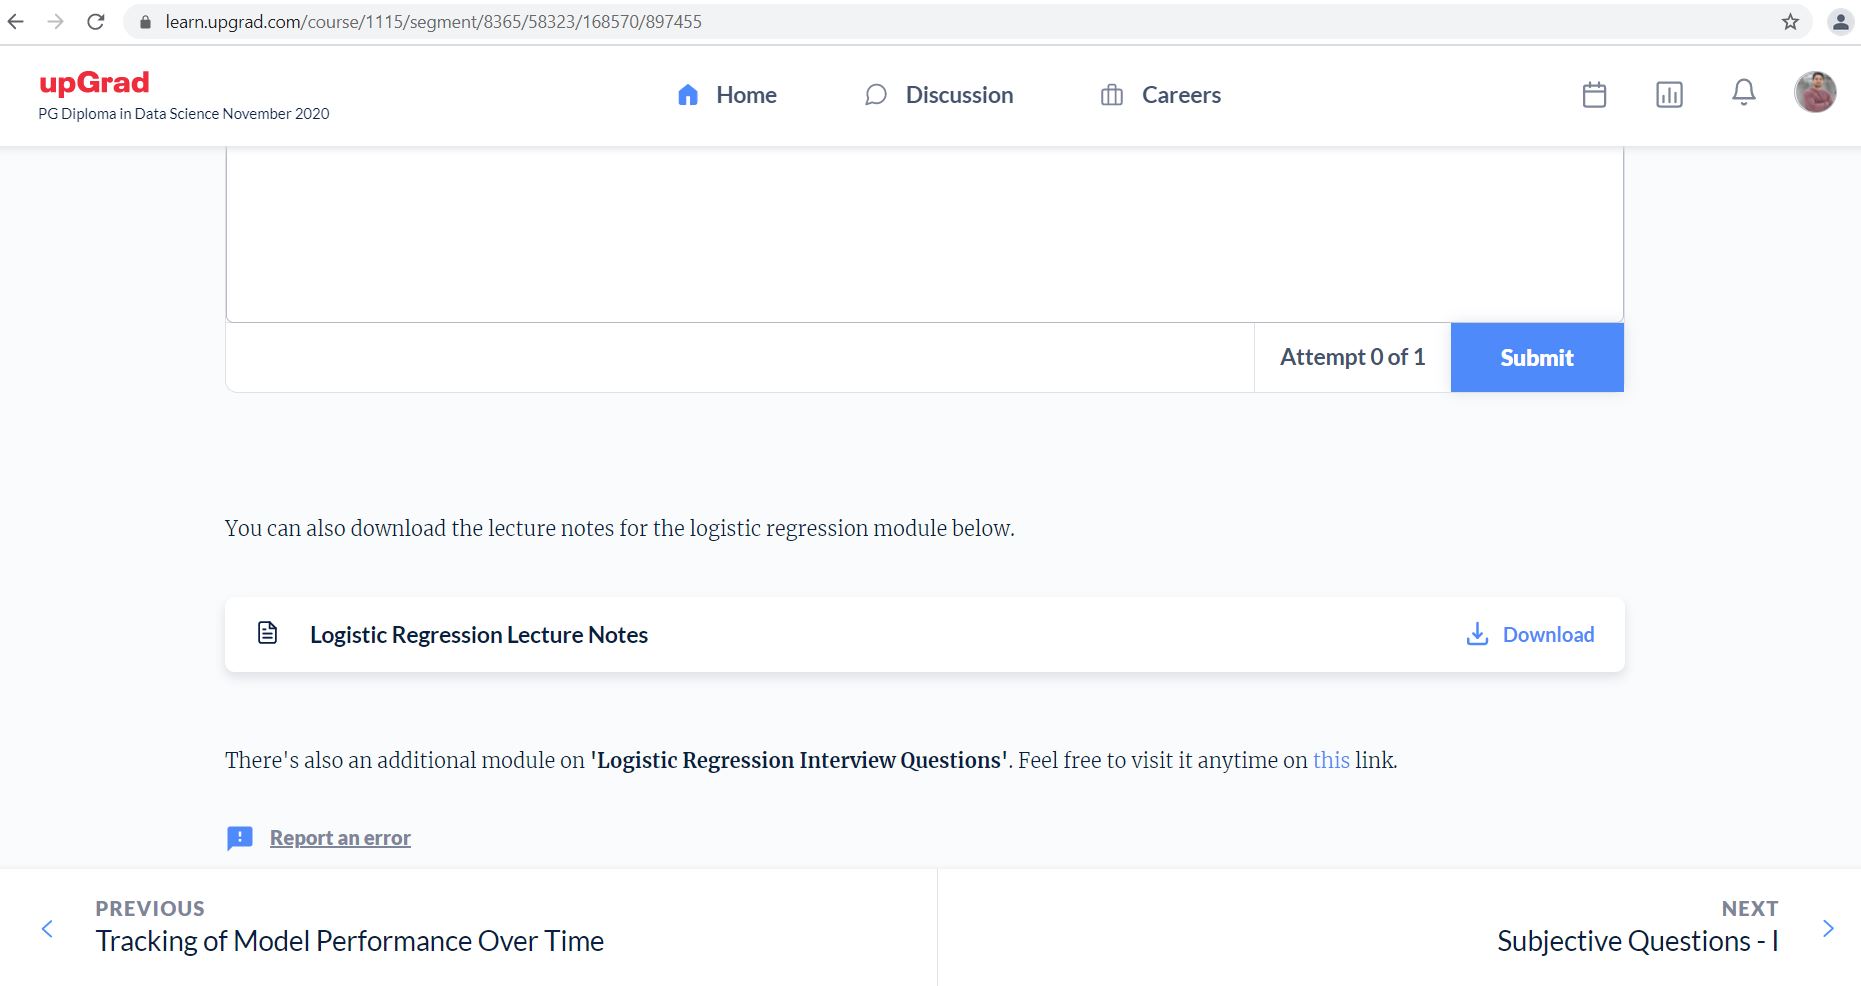 learn.upgrad.com/course/1115/segment/8365/58323/168570/897455
upGrad
PG Diploma in Data Science November 2020
Home
Discussion
Careers
Attempt 0 of 1
Submit
You can also download the lecture notes for the logistic regression module below.
Logistic Regression Lecture Notes
Download
There's also an additional module on 'Logistic Regression Interview Questions'. Feel free to visit it anytime on this link.
Report an error
PREVIOUS
Tracking of Model Performance Over Time
NEXT
Subjective Questions - I